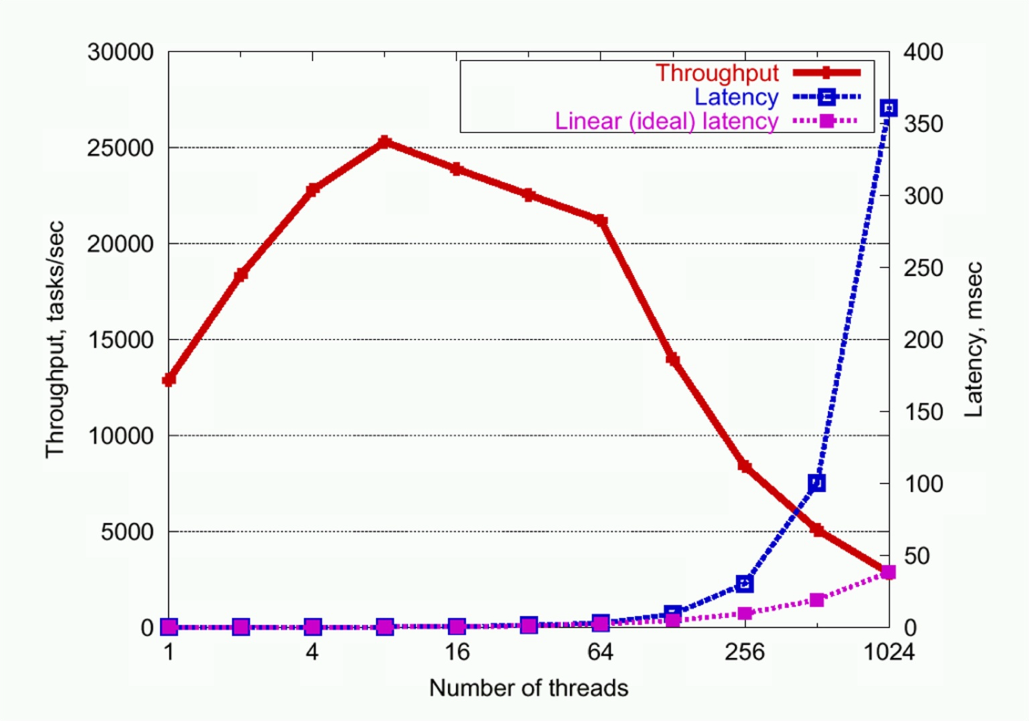 30000
25000
20000
15000
10000
5000
0
Throughput, tasks/sec
Throughput
Latency
Linear (ideal) latency
400
350
300
250
200
150
100
50
0
Latency, msec
1 4 16 64 256 1024
Number of threads